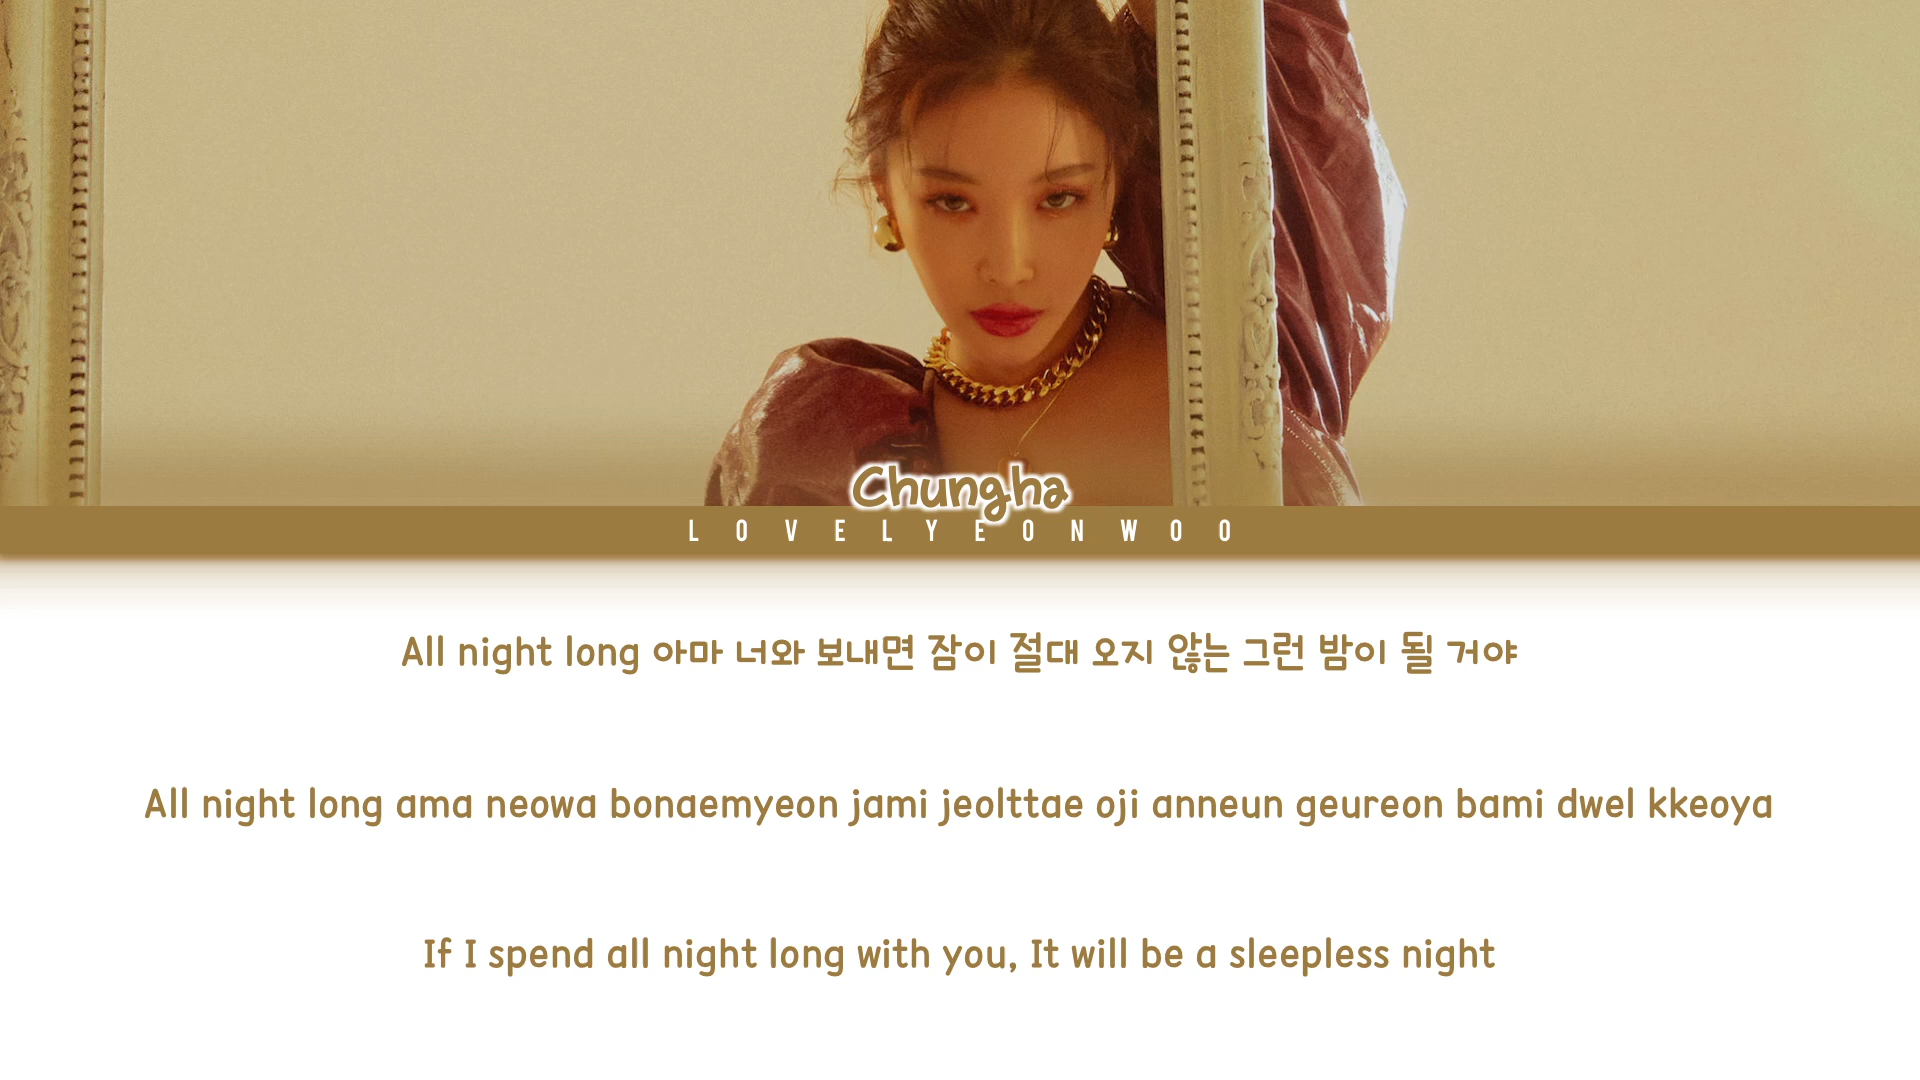 Chungha
LOVELYEONWOO
All night long 아마 너와 보내면 잠이 절대 오지 않는 그런 밤이 될 거야
All night long ama neowa bonaemyeon jami jeolttae oji anneun geureon bami dwel kkeoya
If I spend all night long with you, It will be a sleepless night